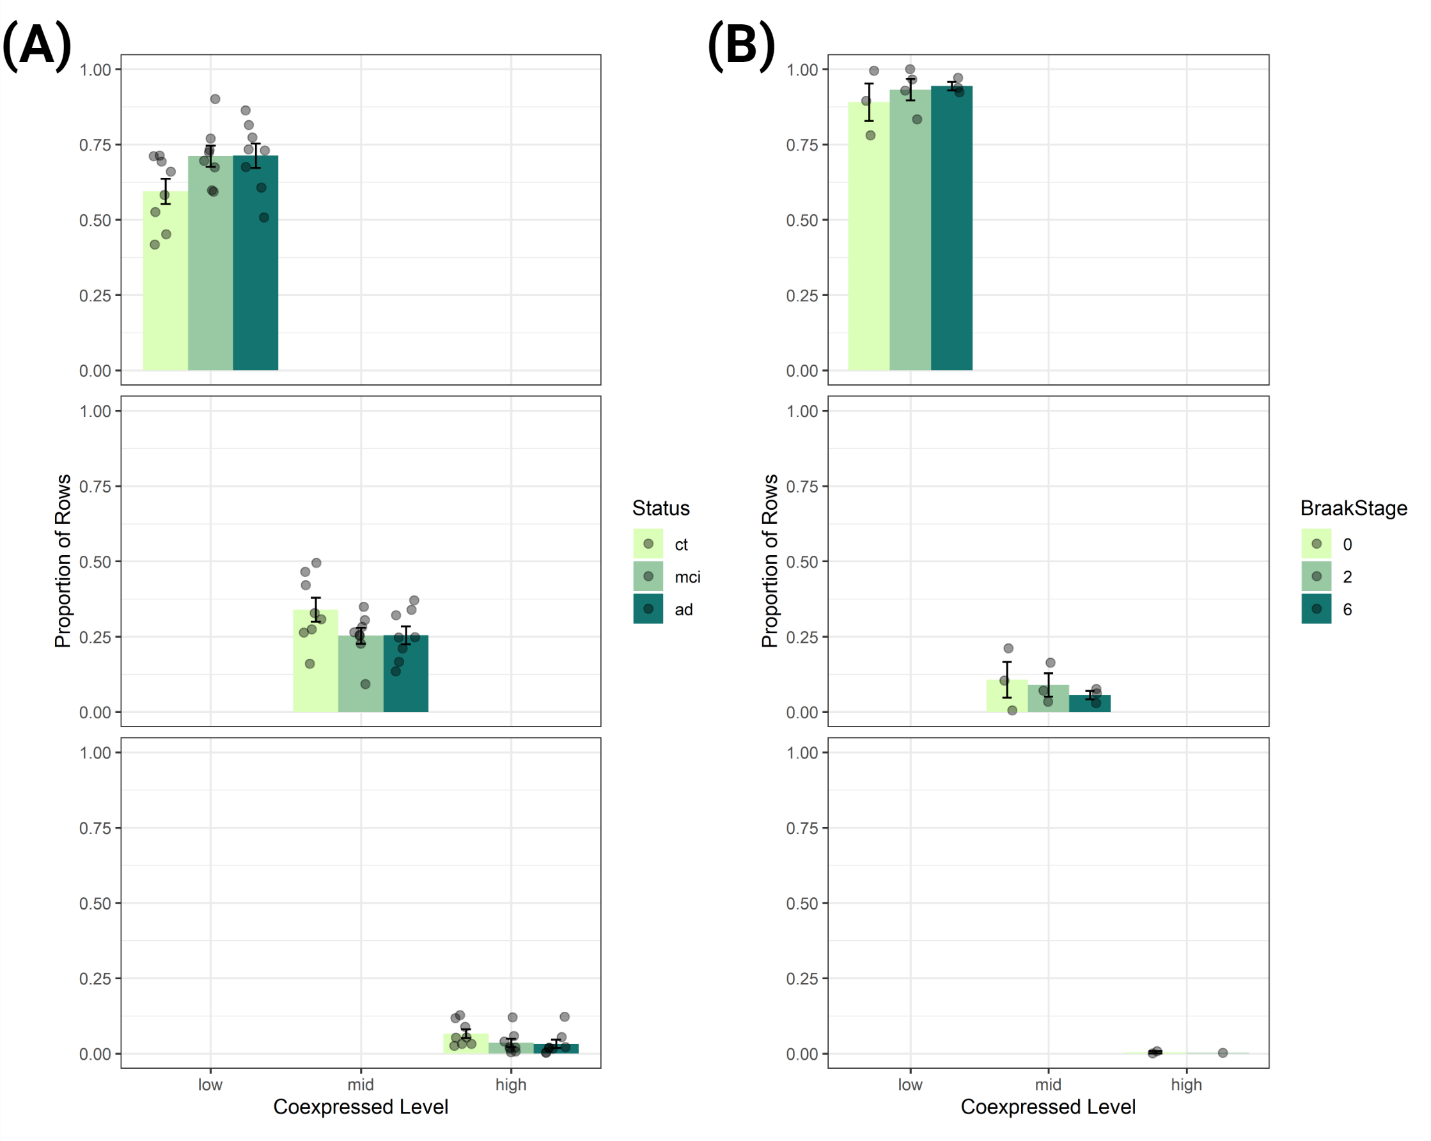 (A)
1.00
0.75
0.50
0.25
0.00
1.00
0.75
0.50
0.25
0.00
1.00
0.75
0.50
0.25
0.00
Proportion of Rows
low mid high
Coexpressed Level
Status
ct
mci
ad
(B)
1.00
0.75
0.50
0.25
0.00
1.00
0.75
0.50
0.25
0.00
1.00
0.75
0.50
0.25
0.00
Proportion of Rows
low mid high
Coexpressed Level
BraakStage
0
2
6